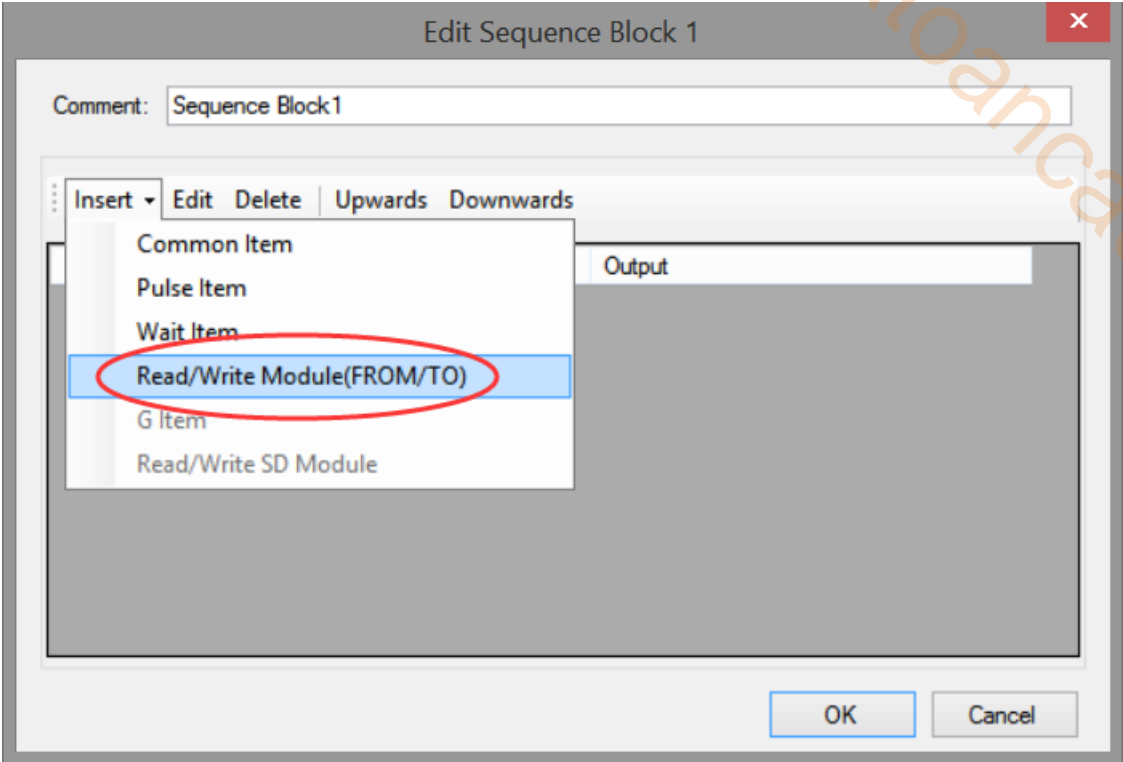 Edit Sequence Block 1
x
Comment: Sequence Block1
Insert Edit Delete Upwards Downwards
Common Item
Output
Pulse Item
Wait Item
Read/Write Module(FROM/TO)
G Item
Read/Write SD Module
OK Cancel